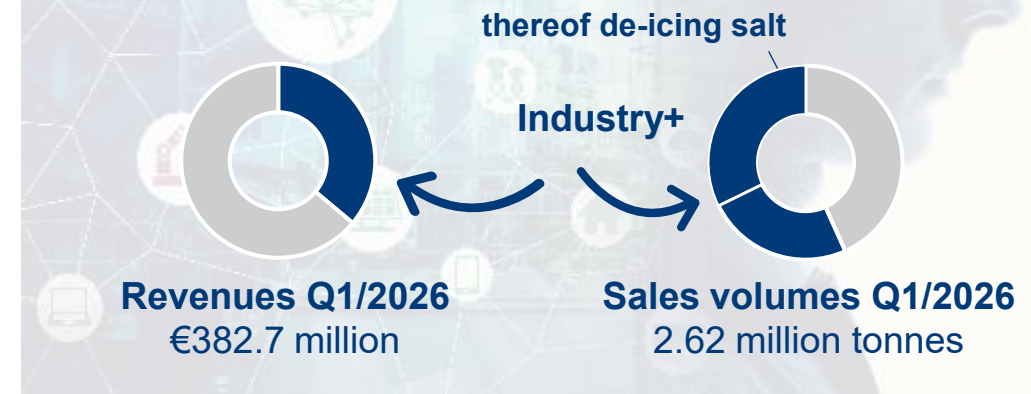 thereof de-icing salt
Industry+
Revenues Q1/2026
€382.7 million
Sales volumes Q1/2026
2.62 million tonnes